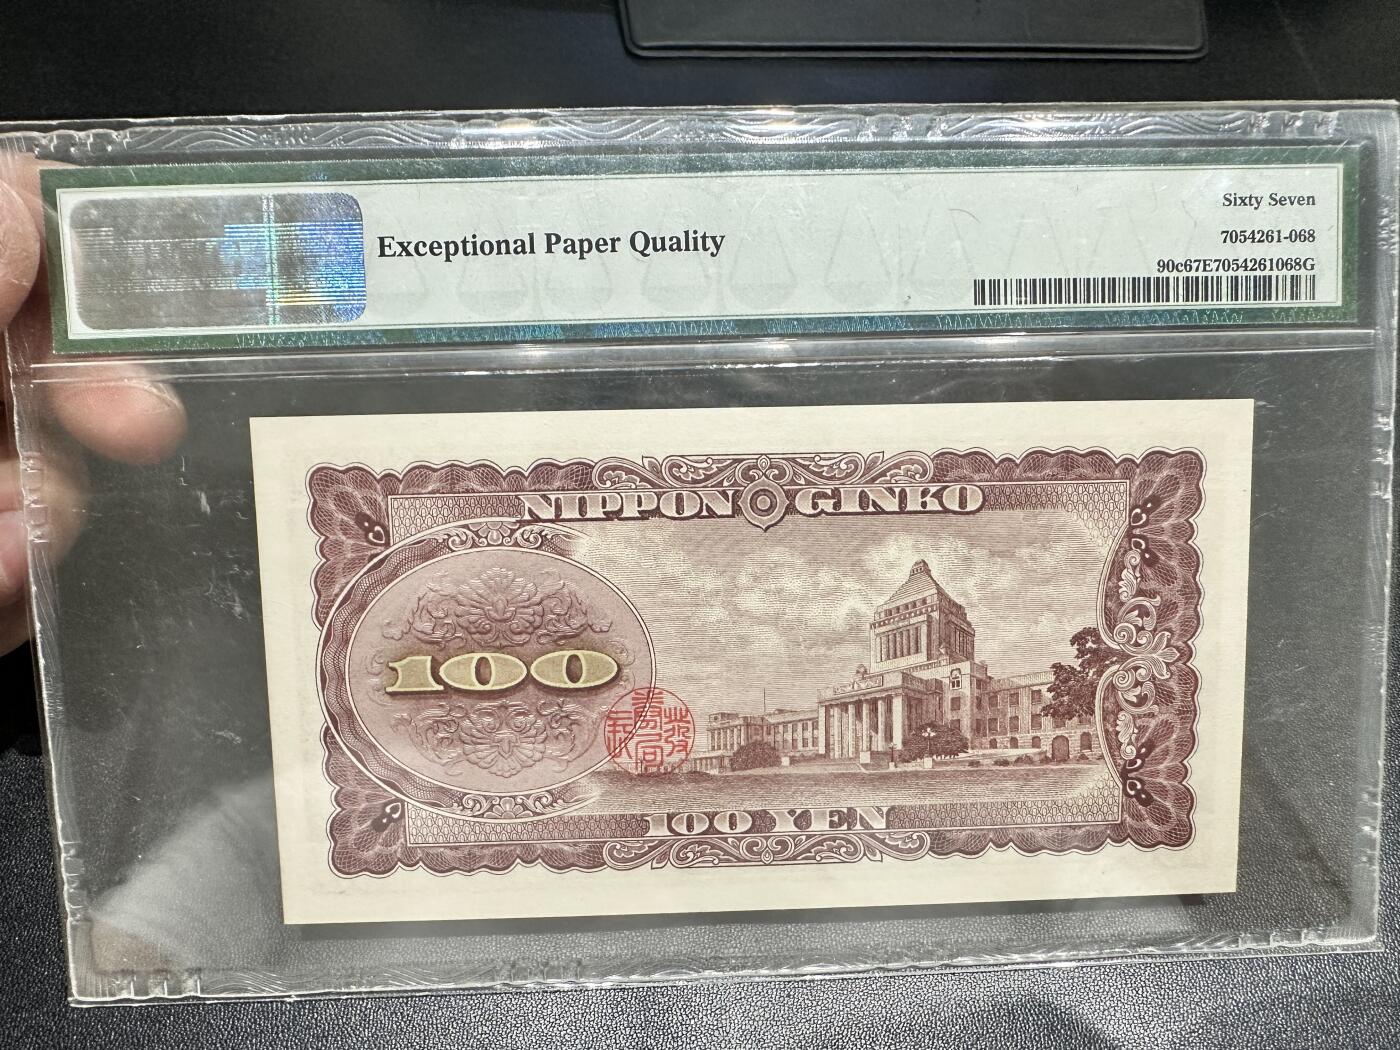 Sixty Seven
Exceptional Paper Quality
7054261-068
90c67E7054261068G
NIPPON GINKO
100
100 YEN